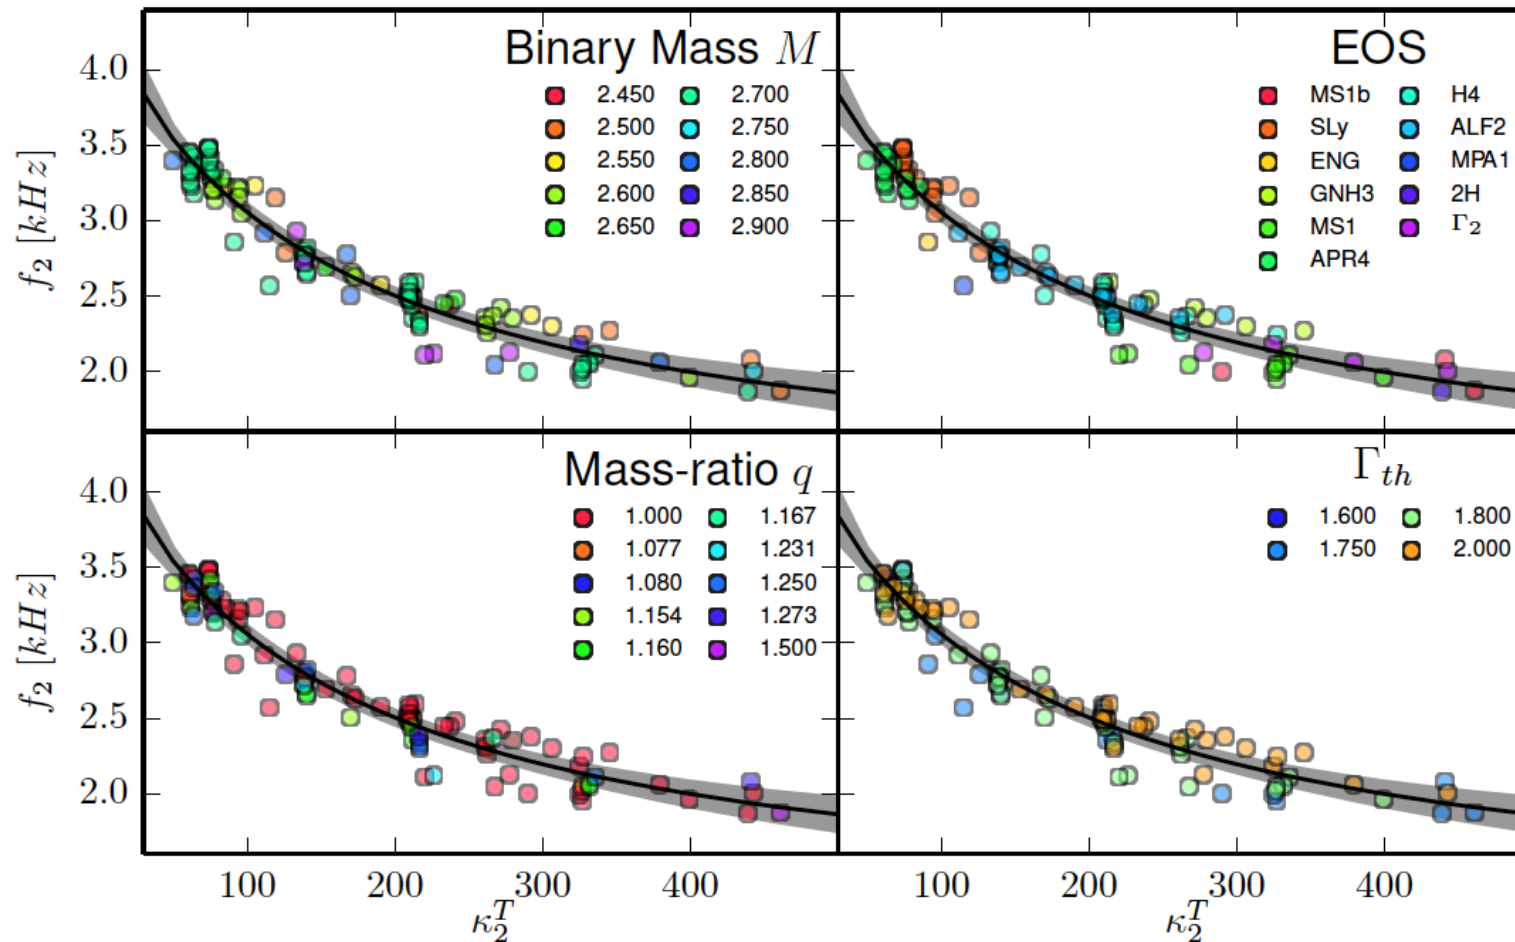 Binary Mass M
2.450 2.700
2.500 2.750
2.550 2.800
2.600 2.850
2.650 2.900
4.0
3.5
3.0
2.5
2.0
f₂ [kHz]
EOS
MS1b H4
SLy ALF2
ENG MPA1
GNH3 2H
MS1 Γ₂
APR4
Mass-ratio q
1.000 1.167
1.077 1.231
1.080 1.250
1.154 1.273
1.160 1.500
4.0
3.5
3.0
2.5
2.0
f₂ [kHz]
100 200 300 400
κ₂ᵀ
Γ_th
1.600 1.800
1.750 2.000
100 200 300 400
κ₂ᵀ